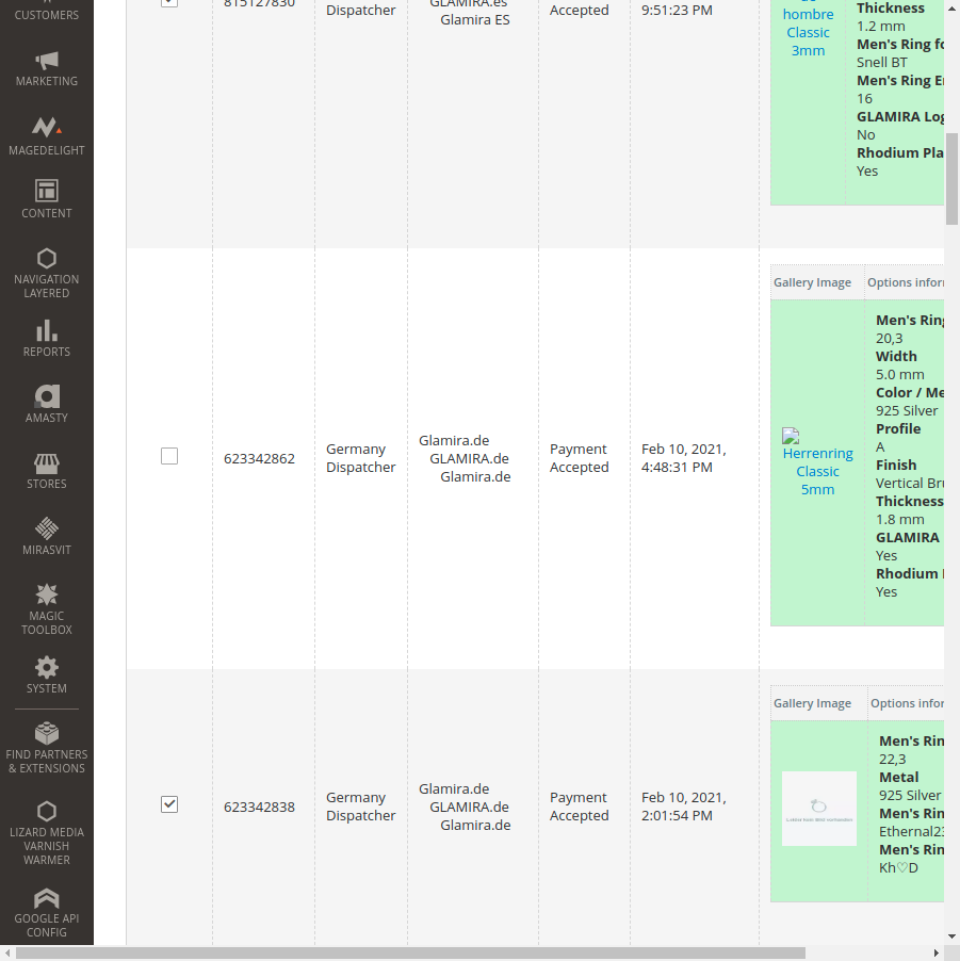 CUSTOMERS
MARKETING
MAGEDELIGHT
CONTENT
NAVIGATION
LAYERED
REPORTS
AMASTY
STORES
MIRASVIT
MAGIC
TOOLBOX
SYSTEM
FIND PARTNERS
& EXTENSIONS
LIZARD MEDIA
VARNISH
WARMER
GOOGLE API
CONFIG
815127830
Dispatcher
GLAMIRA.es
Glamira ES
Accepted
9:51:23 PM
hombre
Classic
3mm
Thickness
1.2 mm
Men's Ring fo
Snell BT
Men's Ring E
16
GLAMIRA Log
No
Rhodium Pla
Yes
623342862
Germany
Dispatcher
Glamira.de
GLAMIRA.de
Glamira.de
Payment
Accepted
Feb 10, 2021,
4:48:31 PM
Gallery Image
Options infor
Herrenring
Classic
5mm
Men's Ring
20,3
Width
5.0 mm
Color / Me
925 Silver
Profile
A
Finish
Vertical Bru
Thickness
1.8 mm
GLAMIRA
Yes
Rhodium
Yes
623342838
Germany
Dispatcher
Glamira.de
GLAMIRA.de
Glamira.de
Payment
Accepted
Feb 10, 2021,
2:01:54 PM
Gallery Image
Options infor
Men's Rin
22,3
Metal
925 Silver
Men's Rin
Ethernal23
Men's Rin
Kh♡D